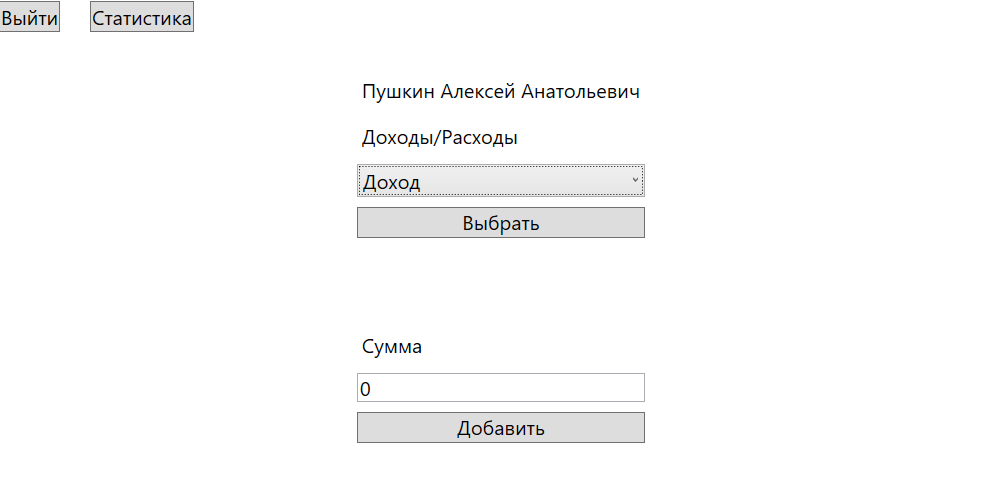 Выйти Статистика
Пушкин Алексей Анатольевич
Доходы/Расходы
Доход
Выбрать
Сумма
0
Добавить